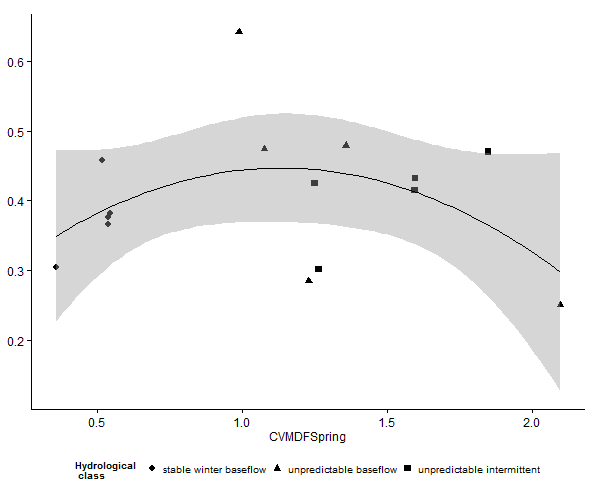 0.6
0.5
0.4
0.3
0.2
0.5 1.0 1.5 2.0
CVMDFSpring
Hydrological
class
stable winter baseflow unpredictable baseflow unpredictable intermittent